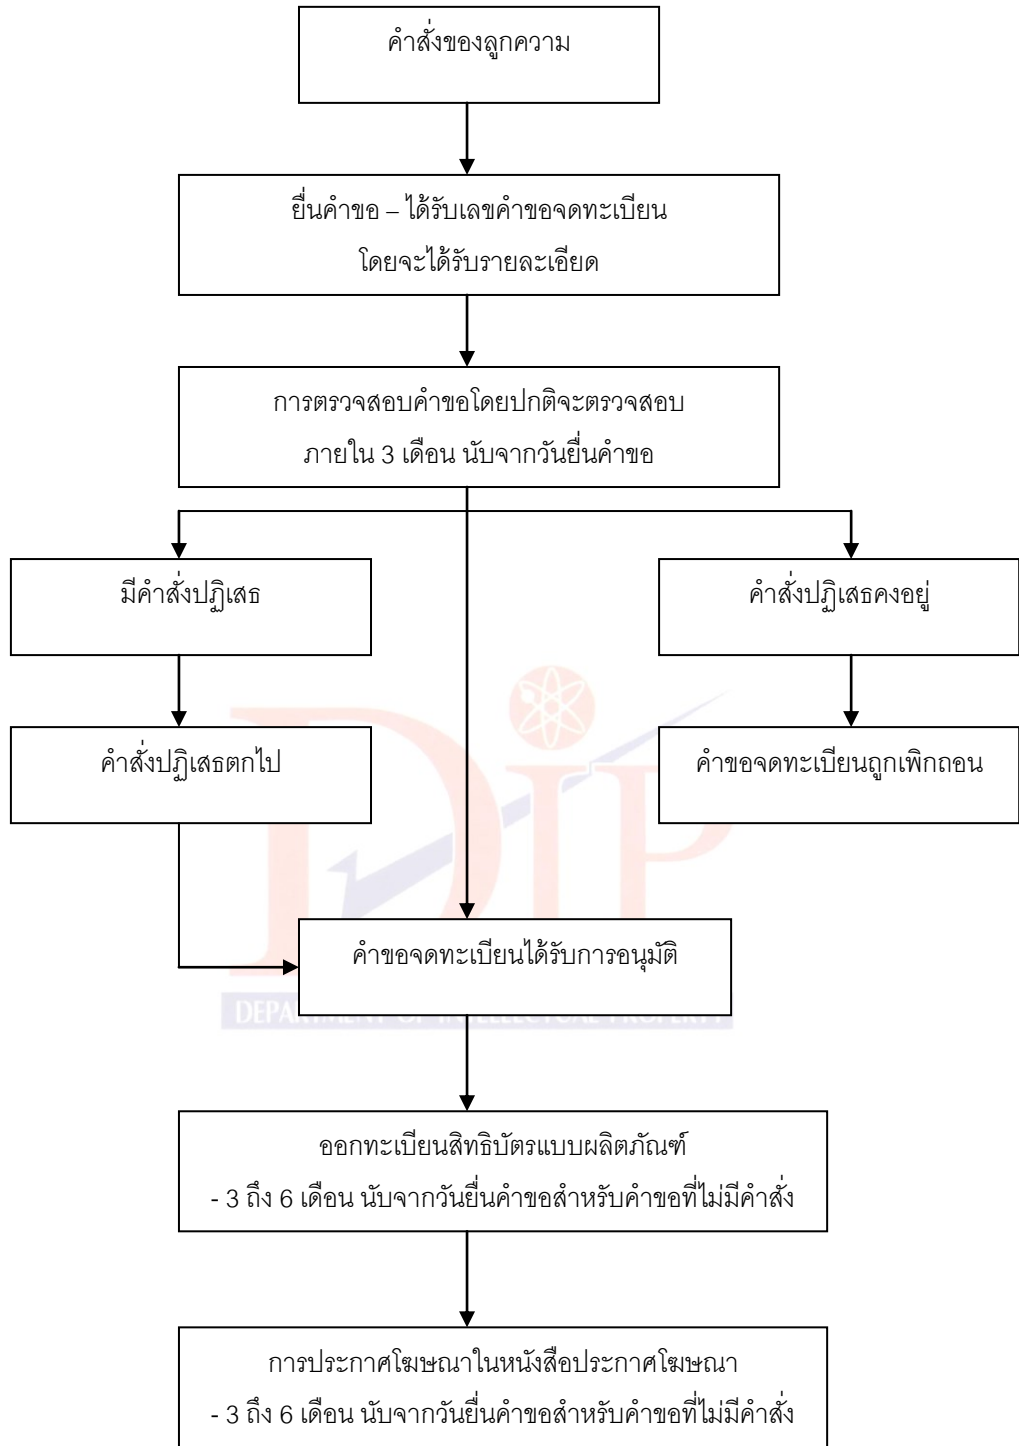 คำสั่งของลูกความ
ยื่นคำขอ – ได้รับเลขคำขอจดทะเบียน
โดยจะได้รับรายละเอียด
การตรวจสอบคำขอโดยปกติจะตรวจสอบ
ภายใน 3 เดือน นับจากวันยื่นคำขอ
มีคำสั่งปฏิเสธ
คำสั่งปฏิเสธคงอยู่
คำสั่งปฏิเสธตกไป
คำขอจดทะเบียนถูกเพิกถอน
DIP
คำขอจดทะเบียนได้รับการอนุมัติ
DEPARTMENT OF INTELLECTUAL PROPERTY
ออกทะเบียนสิทธิบัตรแบบผลิตภัณฑ์
- 3 ถึง 6 เดือน นับจากวันยื่นคำขอสำหรับคำขอที่ไม่มีคำสั่ง
การประกาศโฆษณาในหนังสือประกาศโฆษณา
- 3 ถึง 6 เดือน นับจากวันยื่นคำขอสำหรับคำขอที่ไม่มีคำสั่ง